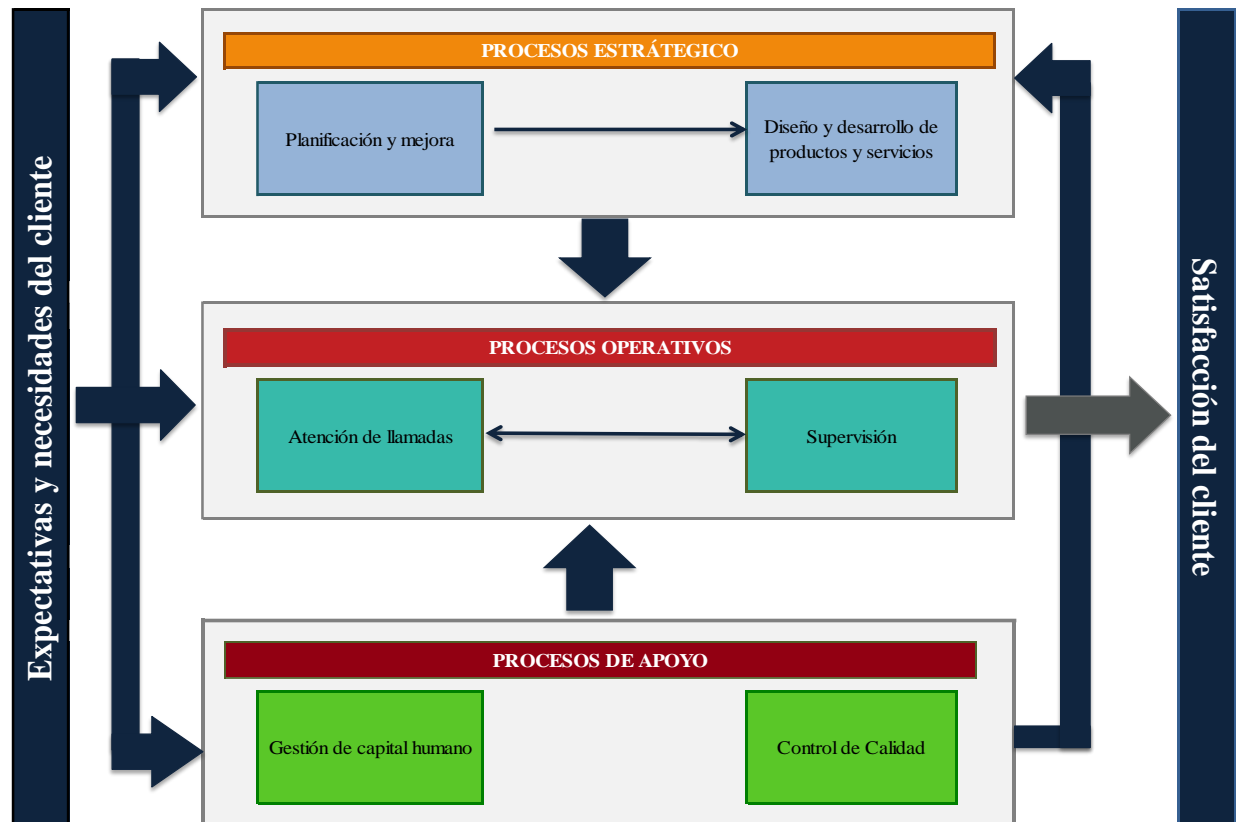 Expectativas y necesidades del cliente
PROCESOS ESTRÁTEGICO
Planificación y mejora
Diseño y desarrollo de
productos y servicios
PROCESOS OPERATIVOS
Atención de llamadas
Supervisión
PROCESOS DE APOYO
Gestión de capital humano
Control de Calidad
Satisfacción del cliente